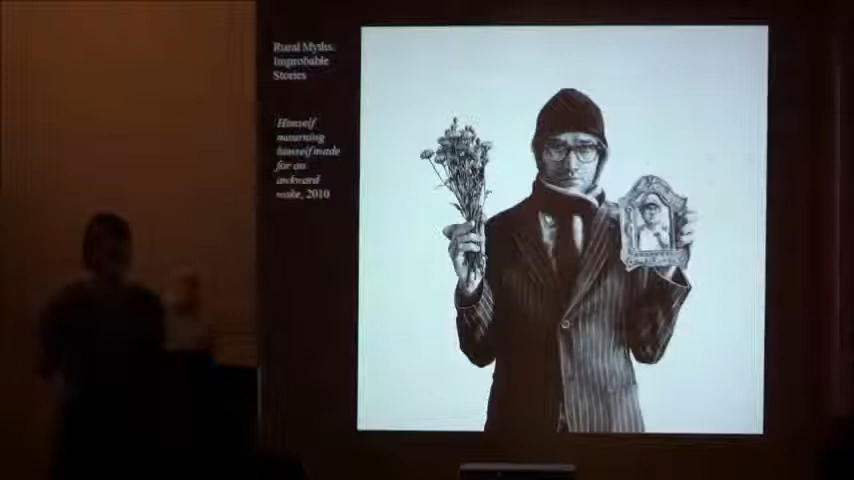 Rural Myths.
Improbable
Stories
Himself
mourning
himself made
for an
awkward
wake, 2010